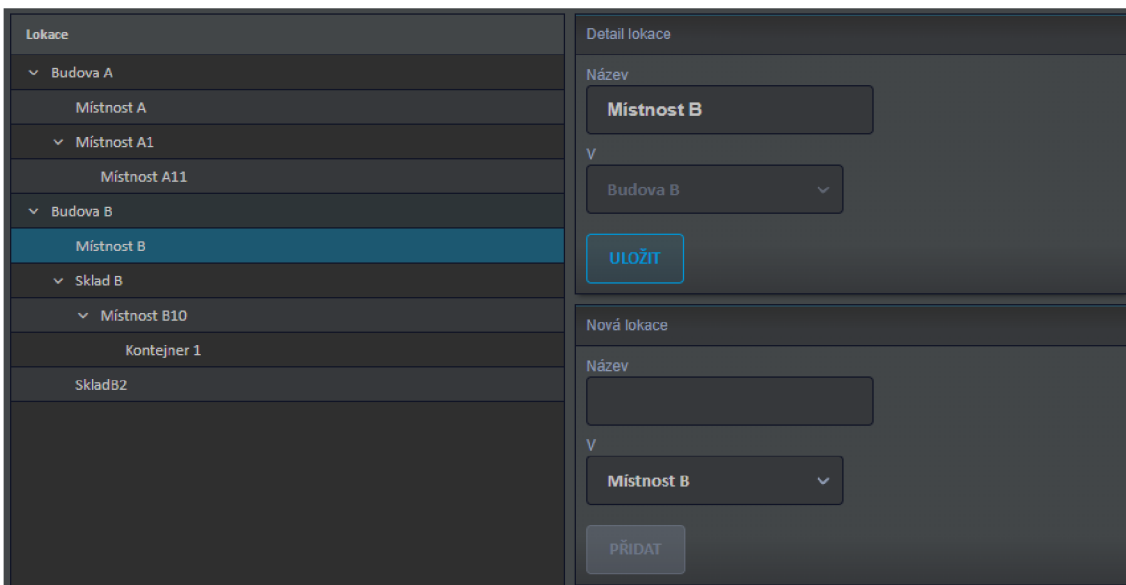 Lokace
Budova A
Místnost A
Místnost A1
Místnost A11
Budova B
Místnost B
Sklad B
Místnost B10
Kontejner 1
SkladB2
Detail lokace
Název
Místnost B
V
Budova B
ULOŽIT
Nová lokace
Název
V
Místnost B
PŘIDAT